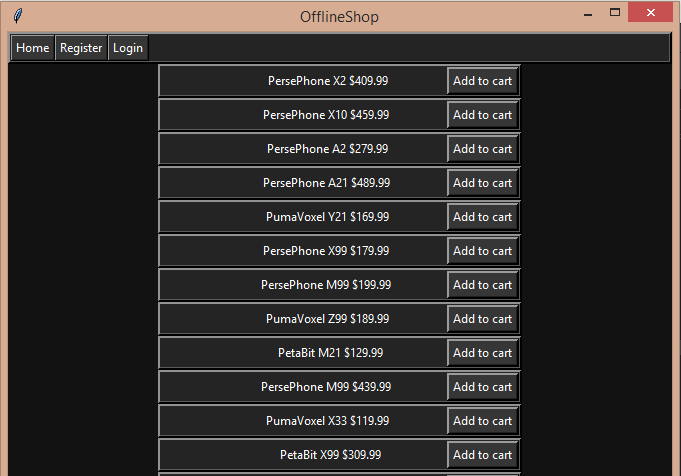 OfflineShop
Home Register Login
PersePhone X2 $409.99 Add to cart
PersePhone X10 $459.99 Add to cart
PersePhone A2 $279.99 Add to cart
PersePhone A21 $489.99 Add to cart
PumaVoxel Y21 $169.99 Add to cart
PersePhone X99 $179.99 Add to cart
PersePhone M99 $199.99 Add to cart
PumaVoxel Z99 $189.99 Add to cart
PetaBit M21 $129.99 Add to cart
PersePhone M99 $439.99 Add to cart
PumaVoxel X33 $119.99 Add to cart
PetaBit X99 $309.99 Add to cart